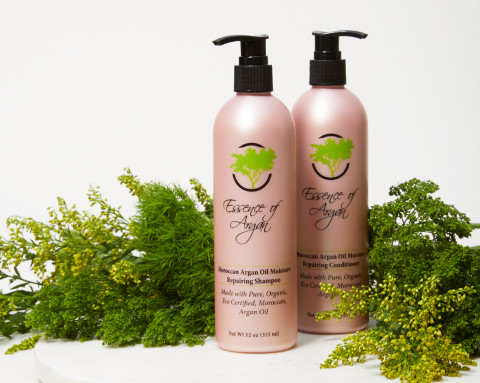 Essence of
Argan
Moroccan Argan Oil Moisture
Repairing Shampoo
Made with Pure, Organic,
Eco Certified, Moroccan,
Argan Oil
Net Wt 12 oz (355 ml)
Essence of
Argan
Moroccan Argan Oil Moisture
Repairing Conditioner
Made with Pure, Organic,
Eco Certified, Moroccan,